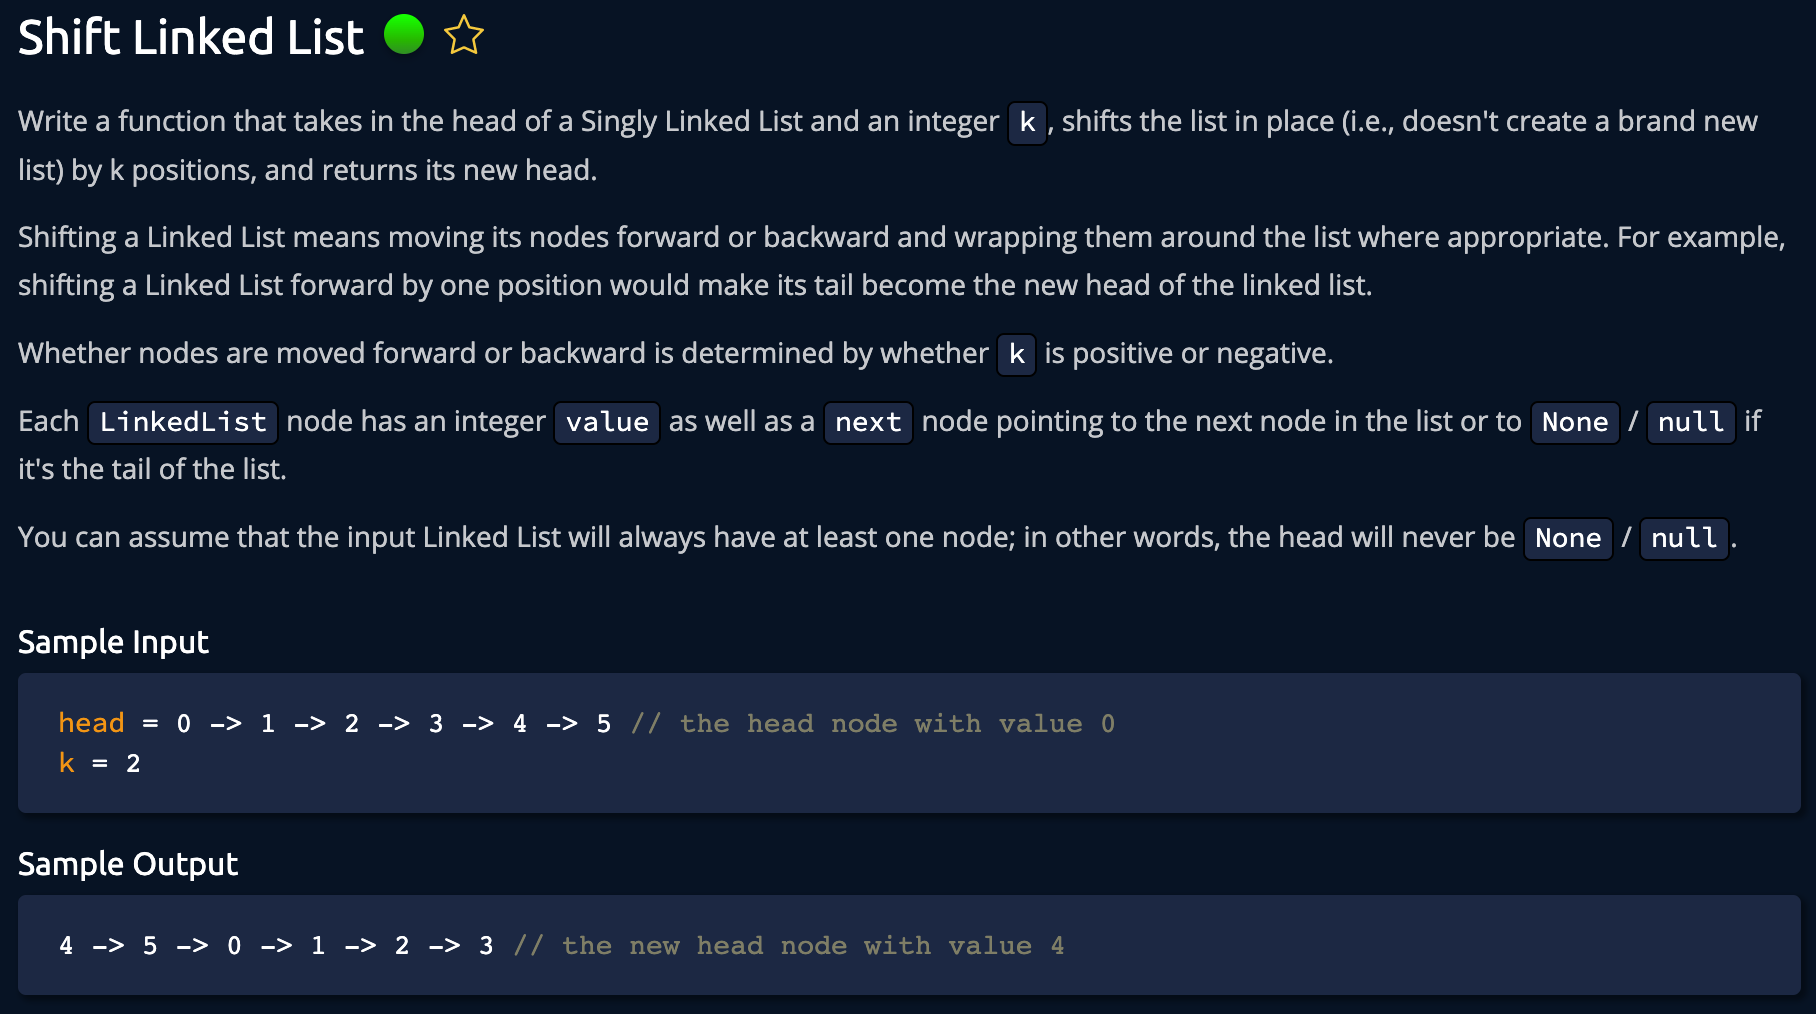 Shift Linked List
Write a function that takes in the head of a Singly Linked List and an integer k, shifts the list in place (i.e., doesn't create a brand new
list) by k positions, and returns its new head.
Shifting a Linked List means moving its nodes forward or backward and wrapping them around the list where appropriate. For example,
shifting a Linked List forward by one position would make its tail become the new head of the linked list.
Whether nodes are moved forward or backward is determined by whether k is positive or negative.
Each LinkedList node has an integer value as well as a next node pointing to the next node in the list or to None / null if
it's the tail of the list.
You can assume that the input Linked List will always have at least one node; in other words, the head will never be None / null.
Sample Input
head = 0 -> 1 -> 2 -> 3 -> 4 -> 5 // the head node with value 0
k = 2
Sample Output
4 -> 5 -> 0 -> 1 -> 2 -> 3 // the new head node with value 4